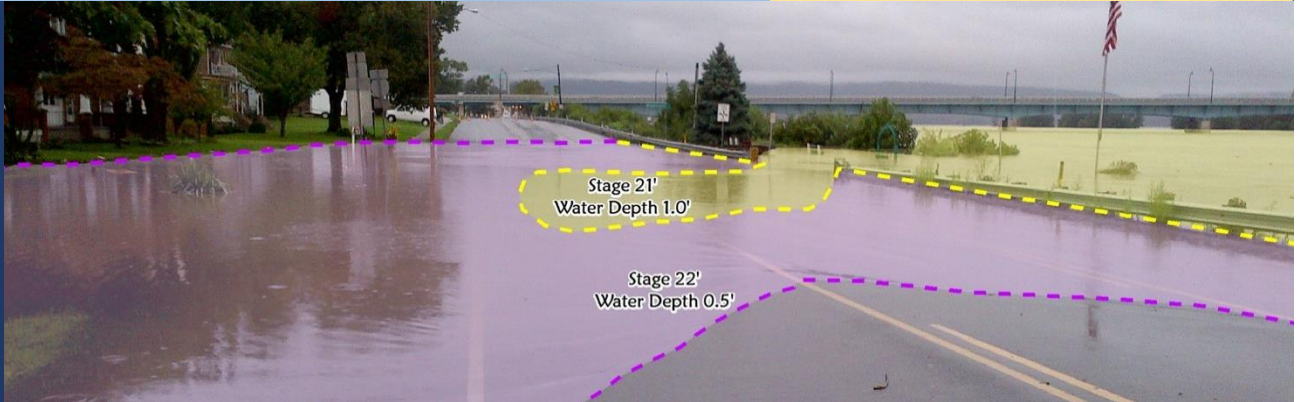 Stage 21'
Water Depth 1.0'
Stage 22'
Water Depth 0.5'